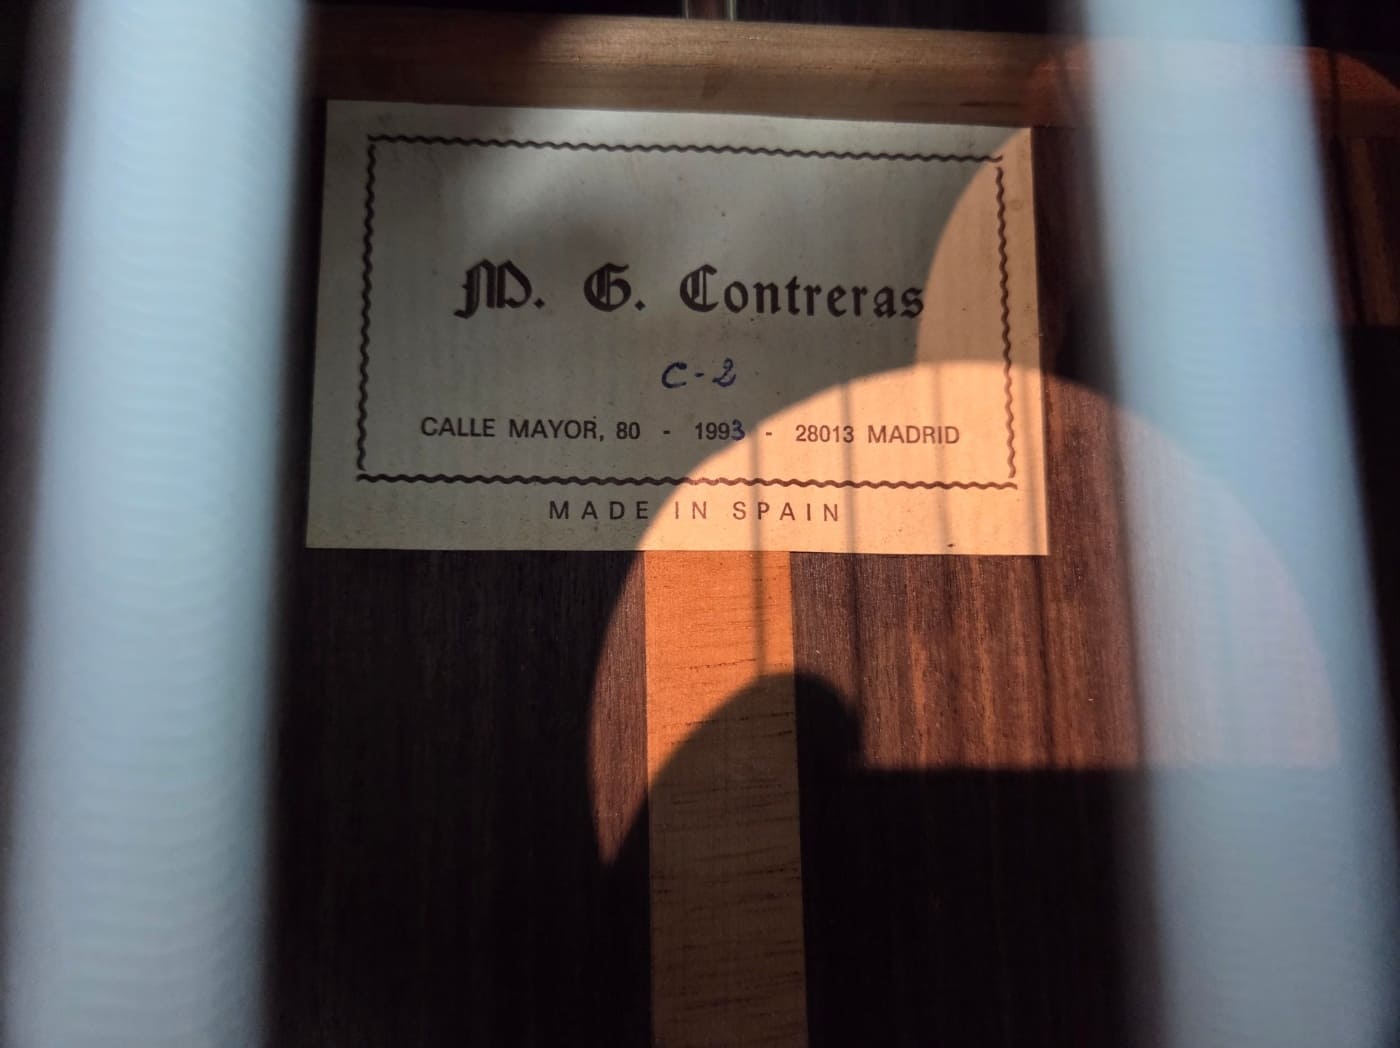 M. G. Contreras
C-2
CALLE MAYOR, 80 - 1993 - 28013 MADRID
MADE IN SPAIN